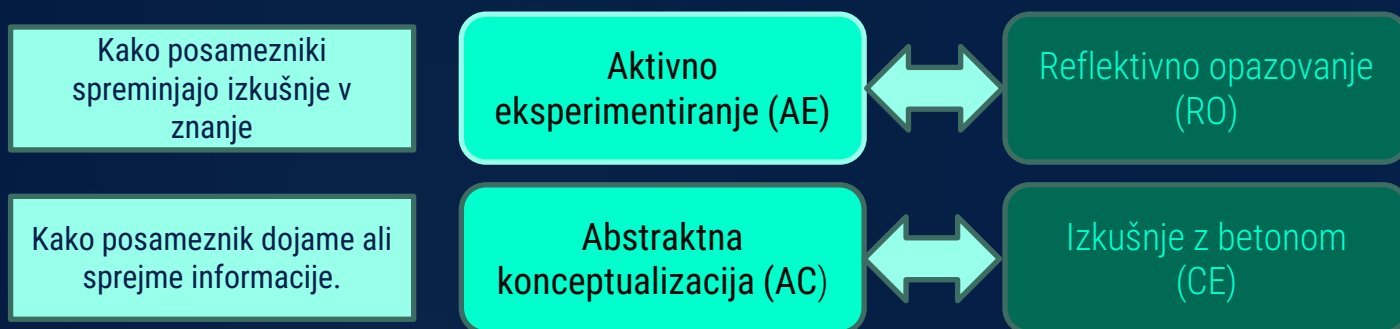 Kako posamezniki
spreminjajo izkušnje v
znanje
Aktivno
eksperimentiranje (AE)
Reflektivno opazovanje
(RO)
Kako posameznik dojame ali
sprejme informacije.
Abstraktna
konceptualizacija (AC)
Izkušnje z betonom
(CE)